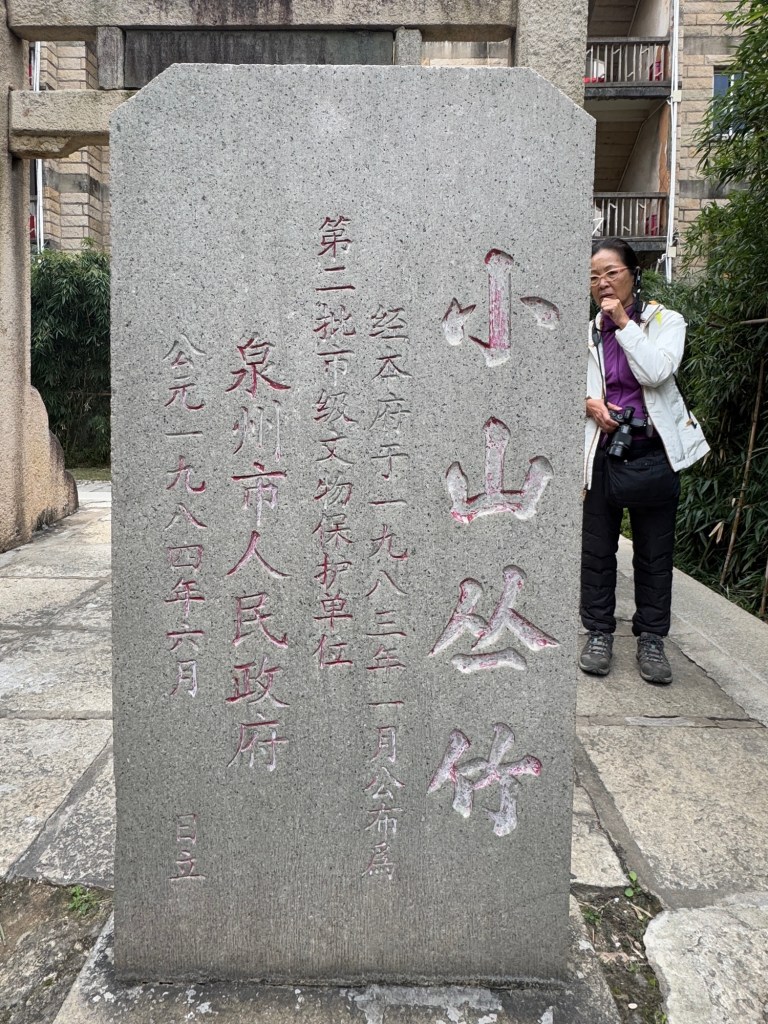 小山丛竹
经本府于一九八三年一月公布为
第二批市级文物保护单位
泉州市人民政府
公元一九八四年六月 日立